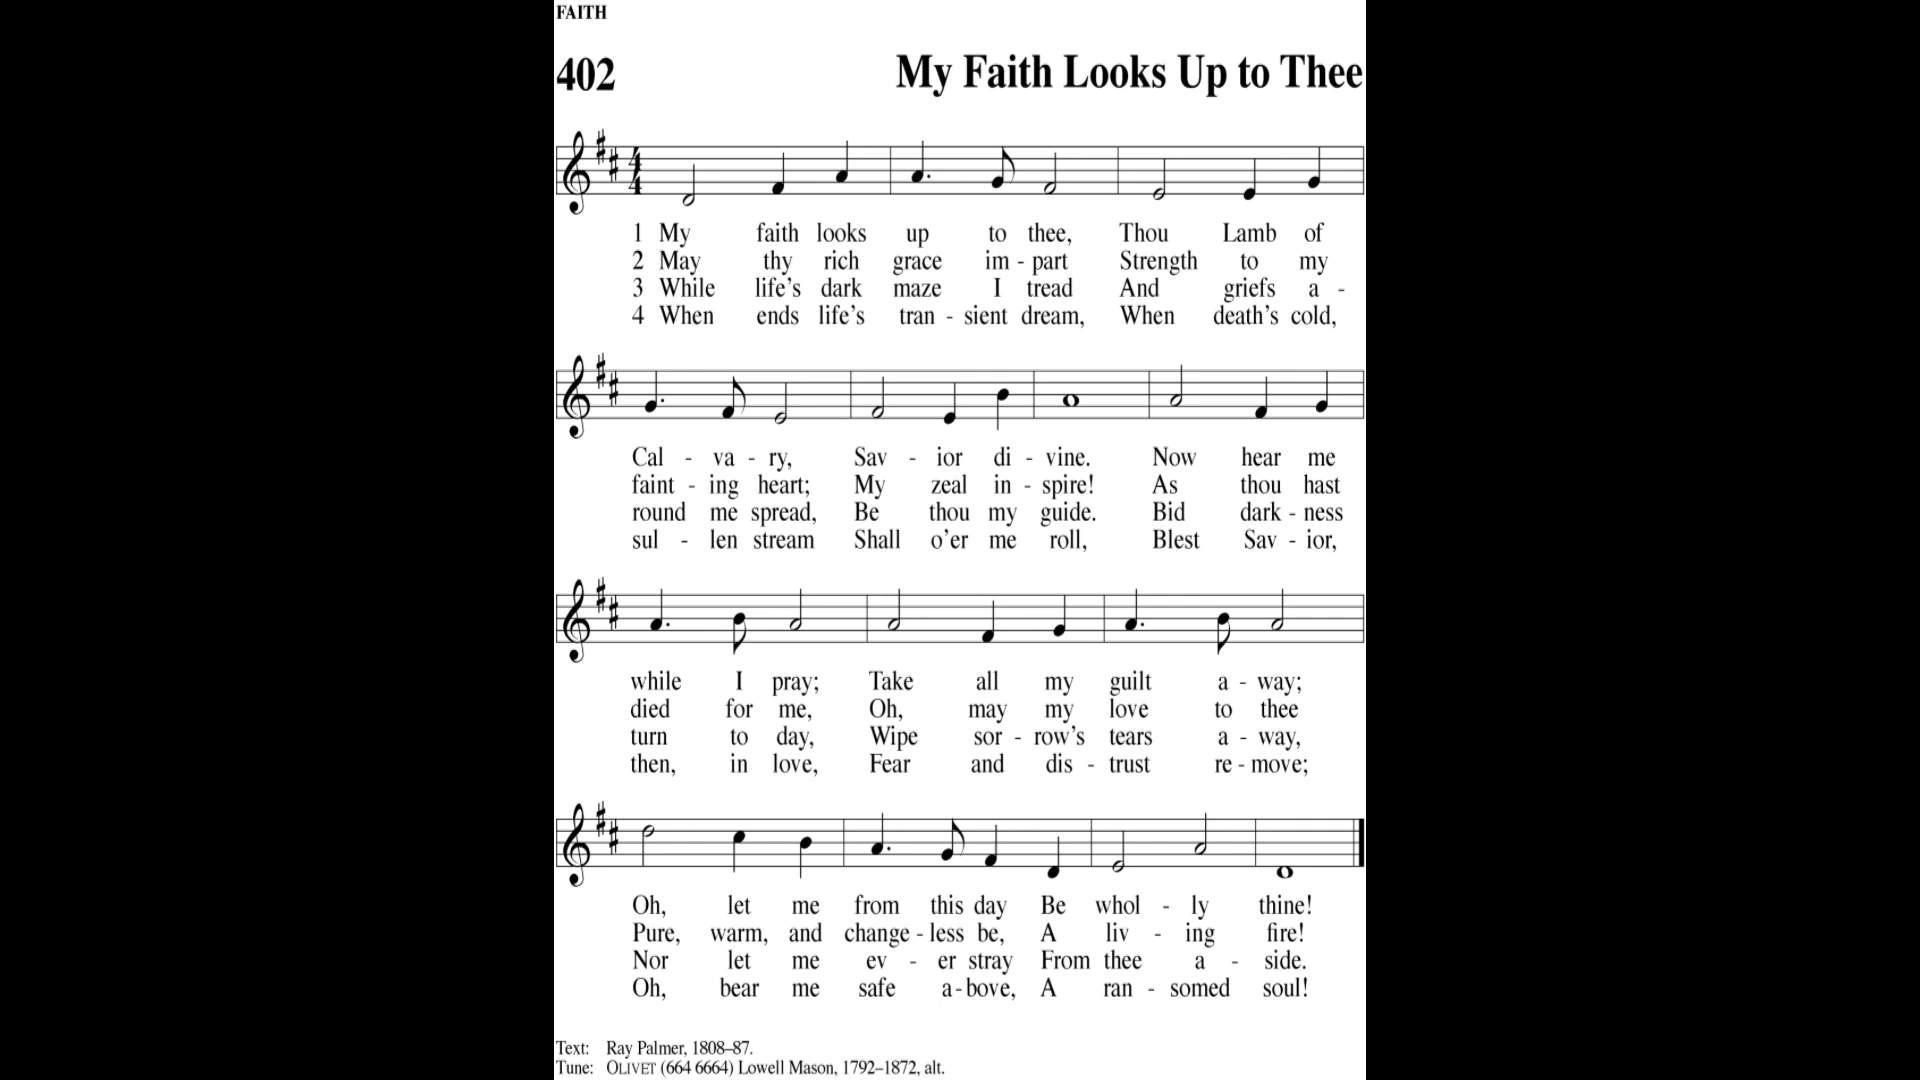 FAITH
402 My Faith Looks Up to Thee
1 My faith looks up to thee, Thou Lamb of
2 May thy rich grace im - part Strength to my
3 While life's dark maze I tread And griefs a -
4 When ends life's tran - sient dream, When death's cold,
Cal - va - ry, Sav - ior di - vine. Now hear me
faint - ing heart; My zeal in - spire! As thou hast
round me spread, Be thou my guide. Bid dark - ness
sul - len stream Shall o'er me roll, Blest Sav - ior,
while I pray; Take all my guilt a - way;
died for me, Oh, may my love to thee
turn to day, Wipe sor - row's tears a - way,
then, in love, Fear and dis - trust re - move;
Oh, let me from this day Be whol - ly thine!
Pure, warm, and change - less be, A liv - ing fire!
Nor let me ev - er stray From thee a - side.
Oh, bear me safe a - bove, A ran - somed soul!
Text: Ray Palmer, 1808–87.
Tune: OLIVET (664 6664) Lowell Mason, 1792–1872, alt.